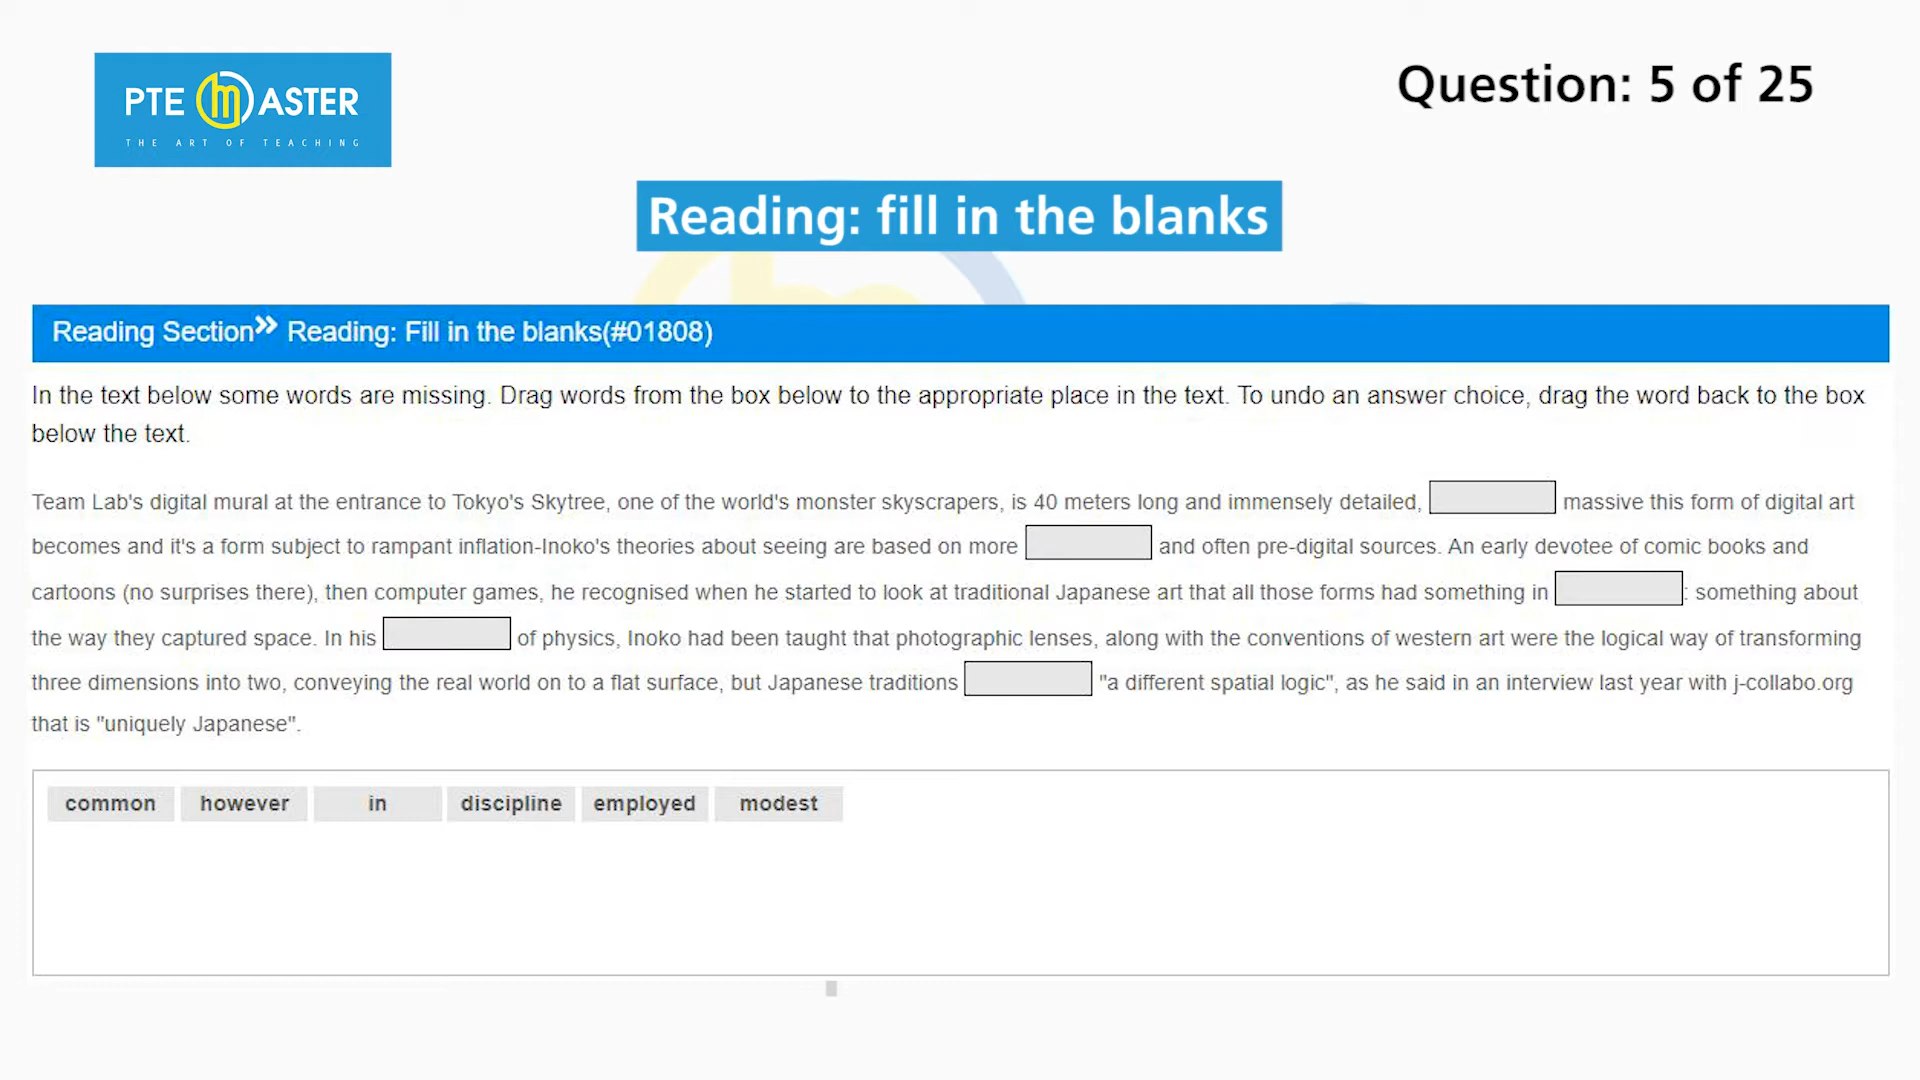 PTE MASTER
THE ART OF TEACHING
Question: 5 of 25
Reading: fill in the blanks
Reading Section» Reading: Fill in the blanks(#01808)
In the text below some words are missing. Drag words from the box below to the appropriate place in the text. To undo an answer choice, drag the word back to the box
below the text.
Team Lab's digital mural at the entrance to Tokyo's Skytree, one of the world's monster skyscrapers, is 40 meters long and immensely detailed, massive this form of digital art
becomes and it's a form subject to rampant inflation-Inoko's theories about seeing are based on more and often pre-digital sources. An early devotee of comic books and
cartoons (no surprises there), then computer games, he recognised when he started to look at traditional Japanese art that all those forms had something in : something about
the way they captured space. In his of physics, Inoko had been taught that photographic lenses, along with the conventions of western art were the logical way of transforming
three dimensions into two, conveying the real world on to a flat surface, but Japanese traditions "a different spatial logic", as he said in an interview last year with j-collabo.org
that is "uniquely Japanese".
common however in discipline employed modest